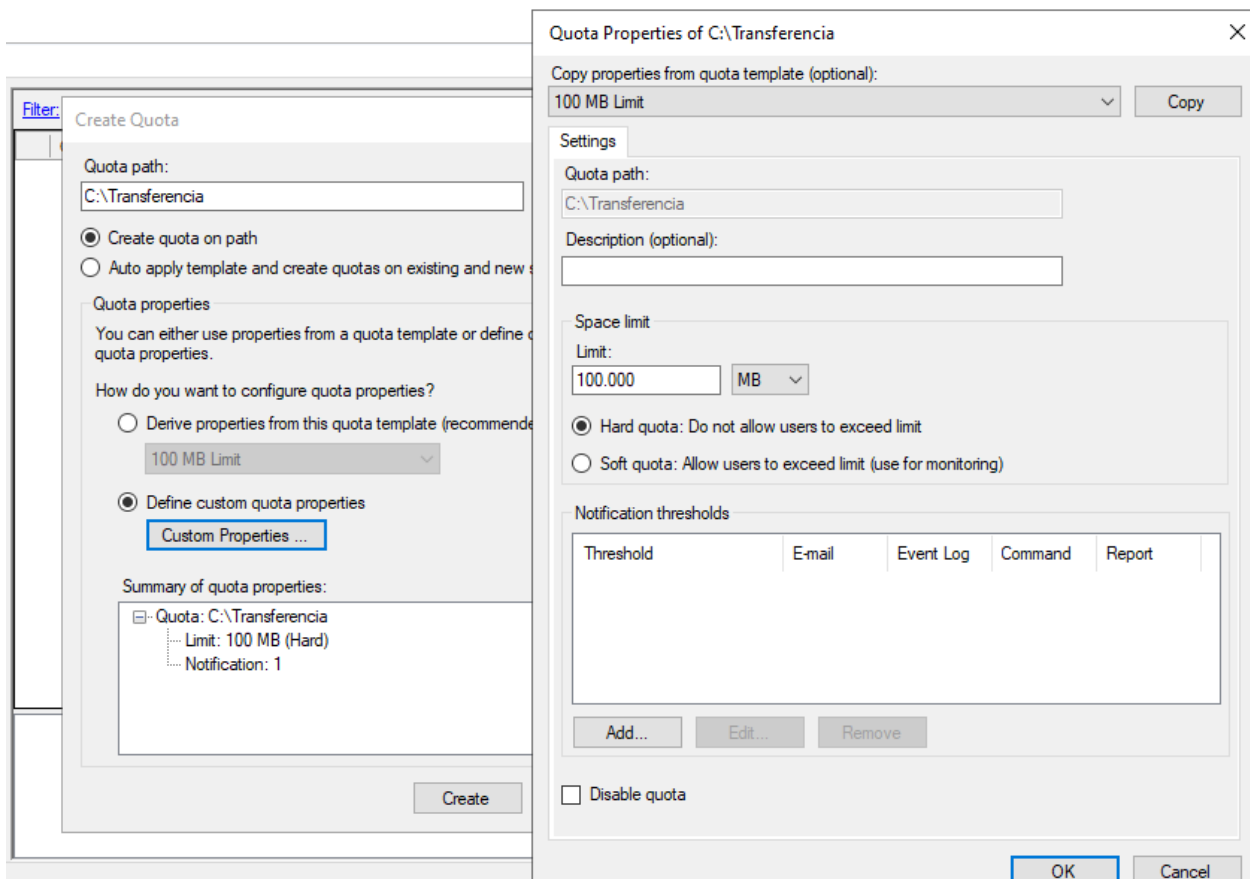 Filter:
Create Quota
Quota path:
C:\Transferencia
Create quota on path
Auto apply template and create quotas on existing and new
Quota properties
You can either use properties from a quota template or define
quota properties.
How do you want to configure quota properties?
Derive properties from this quota template
100 MB Limit
Define custom quota properties
Custom Properties ...
Summary of quota properties:
Quota: C:\Transferencia
Limit: 100 MB (Hard)
Notification: 1
Create
Quota Properties of C:\Transferencia
Copy properties from quota template (optional):
100 MB Limit
Copy
Settings
Quota path:
C:\Transferencia
Description (optional):
Space limit
Limit:
100.000
MB
Hard quota: Do not allow users to exceed limit
Soft quota: Allow users to exceed limit (use for monitoring)
Notification thresholds
Threshold E-mail Event Log Command Report
Add... Edit... Remove
Disable quota
OK Cancel